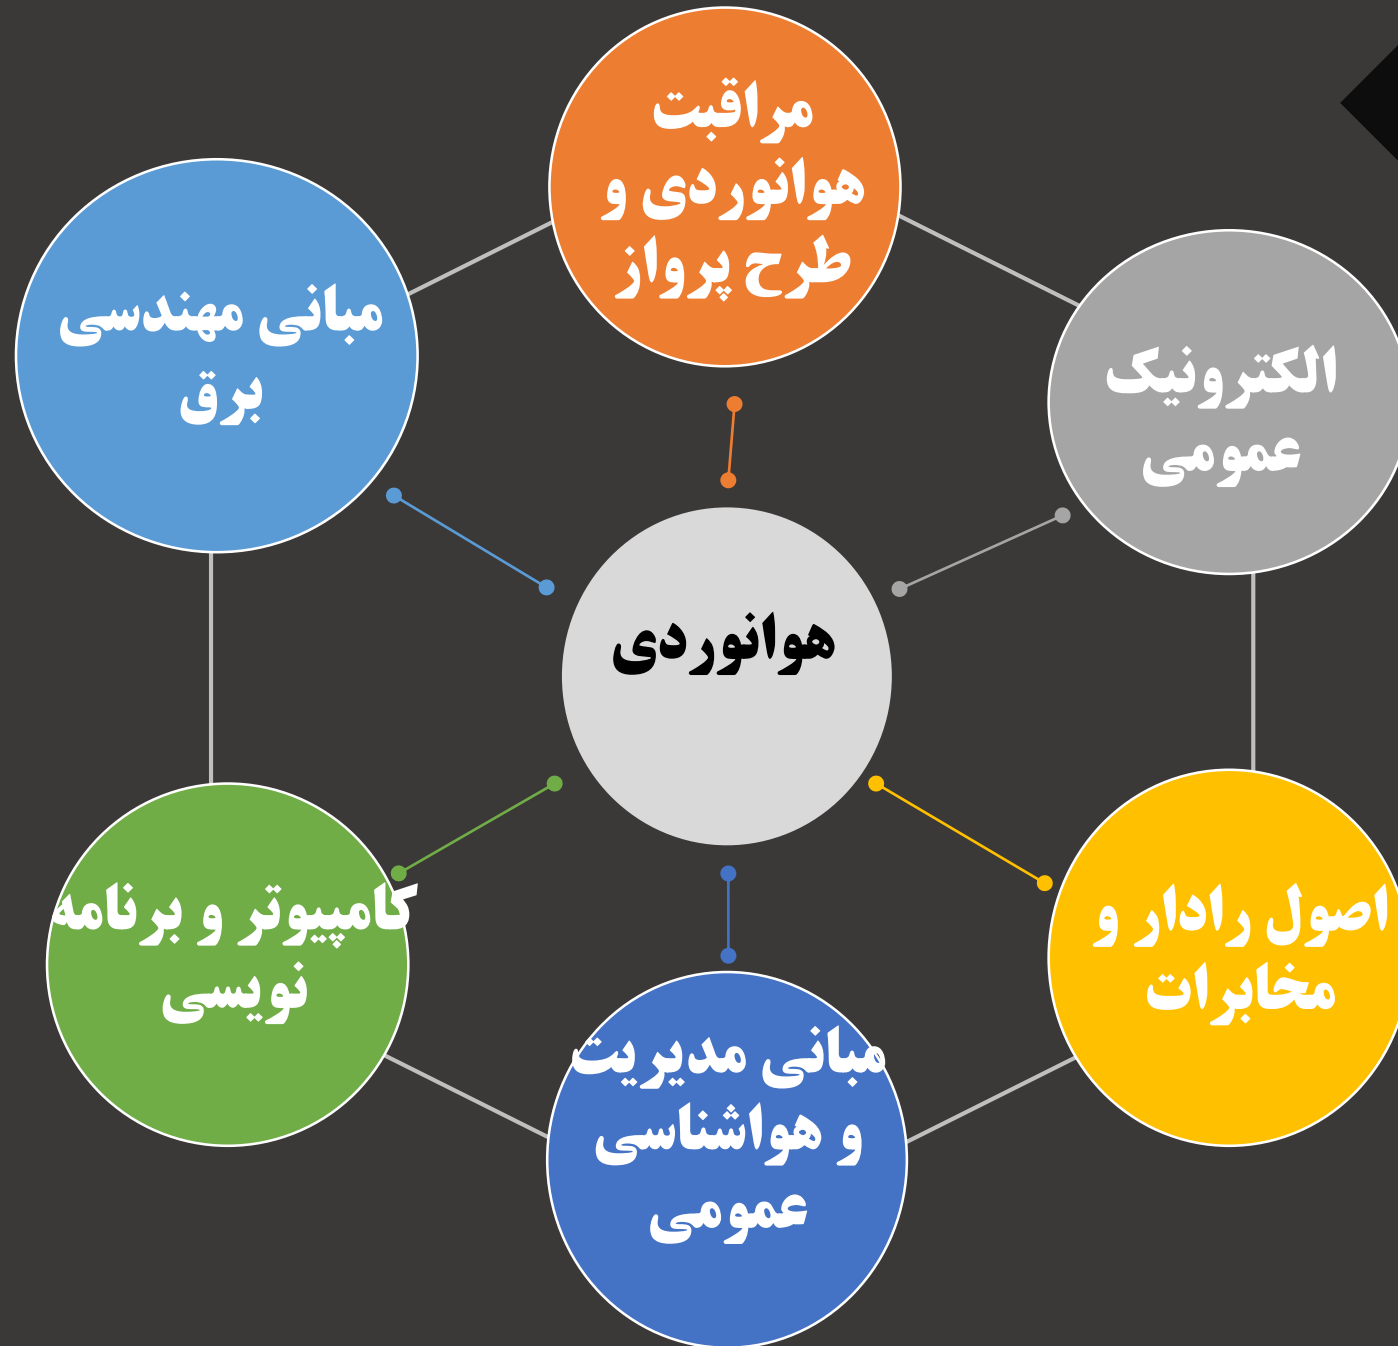 مراقبت
هوانوردی و
طرح پرواز
مبانی مهندسی
برق
الکترونیک
عمومی
هوانوردی
کامپیوتر و برنامه
نویسی
اصول رادار و
مخابرات
مبانی مدیریت
و هواشناسی
عمومی